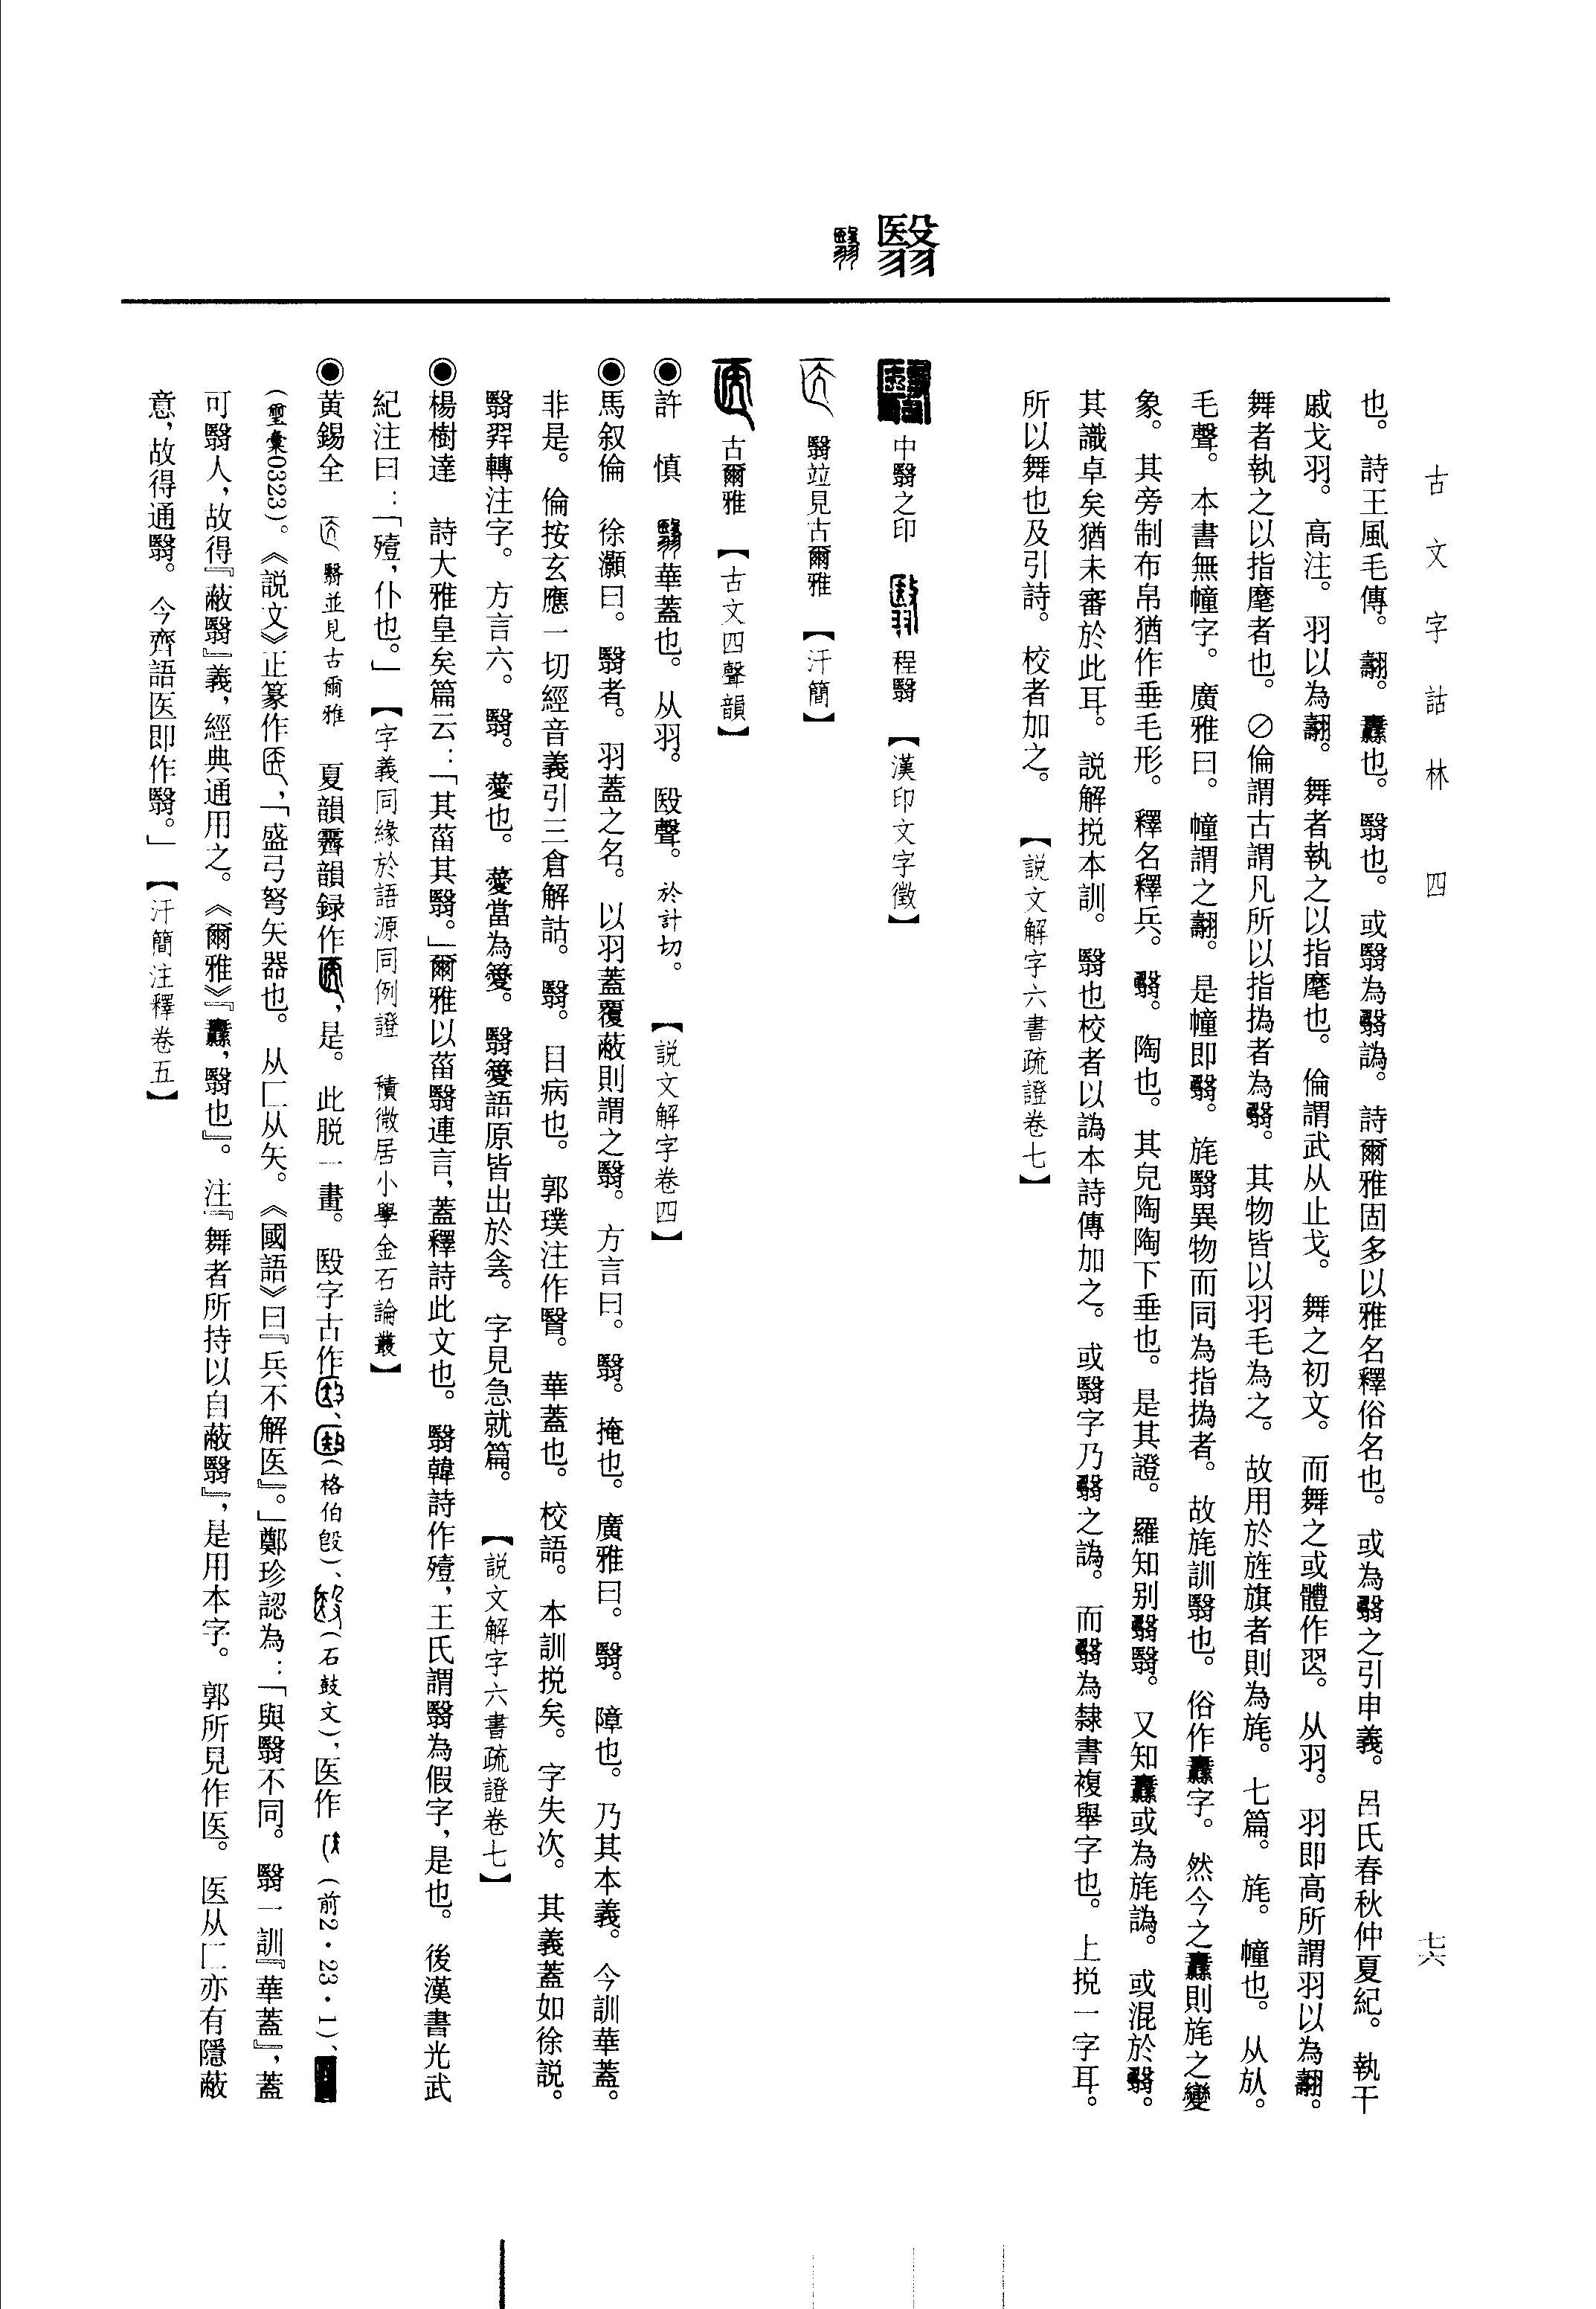 古文字詁林　四
七六
也。詩王風毛傳。翿。纛也。翳也。或翳為翳譌。詩爾雅固多以雅名釋俗名也。或為翳之引申義。呂氏春秋仲夏紀。執干
戚戈羽。高注。羽以為翿。舞者執之以指麾也。倫謂武从止戈。舞之初文。而舞之或體作翌。从羽。羽即高所謂羽以為翿。
舞者執之以指麾者也。〇倫謂古謂凡所以指撝者為翳。其物皆以羽毛為之。故用於旌旗者則為旄。七篇。旄。幢也。从㫃。
毛聲。本書無幢字。廣雅曰。幢謂之翿。是幢即翳。旄翳異物而同為指撝者。故旄訓翳也。俗作纛字。然今之纛則旄之變
象。其旁制布帛猶作垂毛形。釋名釋兵。翳。陶也。其皃陶陶下垂也。是其證。羅知别翳翳。又知纛或為旄譌。或混於翳。
其識卓矣猶未審於此耳。説解捝本訓。翳也校者以譌本詩傳加之。或翳字乃翳之譌。而翳為隸書複舉字也。上捝一字耳。
所以舞也及引詩。校者加之。【説文解字六書疏證卷七】
翳
中翳之印　程翳　【漢印文字徵】
翳竝見古爾雅　【汗簡】
古爾雅　【古文四聲韻】
◉許　慎　翳華蓋也。从羽。殹聲。於計切。【説文解字卷四】
◉馬叙倫　徐灝曰。翳者。羽蓋之名。以羽蓋覆蔽則謂之翳。方言曰。翳。掩也。廣雅曰。翳。障也。乃其本義。今訓華蓋。
非是。倫按玄應一切經音義引三倉解詁。翳。目病也。郭璞注作瞖。華蓋也。校語。本訓捝矣。字失次。其義蓋如徐説。
翳羿轉注字。方言六。翳。薆也。薆當為篸。翳篸語原皆出於侌。字見急就篇。【説文解字六書疏證卷七】
◉楊樹達　詩大雅皇矣篇云：「其菑其翳。」爾雅以菑翳連言，蓋釋詩此文也。翳韓詩作殪，王氏謂翳為假字，是也。後漢書光武
紀注曰：「殪，仆也。」【字義同緣於語源同例證　積微居小學金石論叢】
◉黄錫全　翳並見古爾雅　夏韻霽韻録作，是。此脱一畫。殹字古作、（格伯𣪘）、（石鼓文），医作（前2·23·1）、
（璽彙0323）。《説文》正篆作，「盛弓弩矢器也。从匸从矢。《國語》曰『兵不解医』。」鄭珍認為：「與翳不同。翳一訓『華蓋』，蓋
可翳人，故得『蔽翳』義，經典通用之。《爾雅》『纛，翳也』。注『舞者所持以自蔽翳』，是用本字。郭所見作医。医从匸亦有隱蔽
意，故得通翳。今齊語医即作翳。」【汗簡注釋卷五】